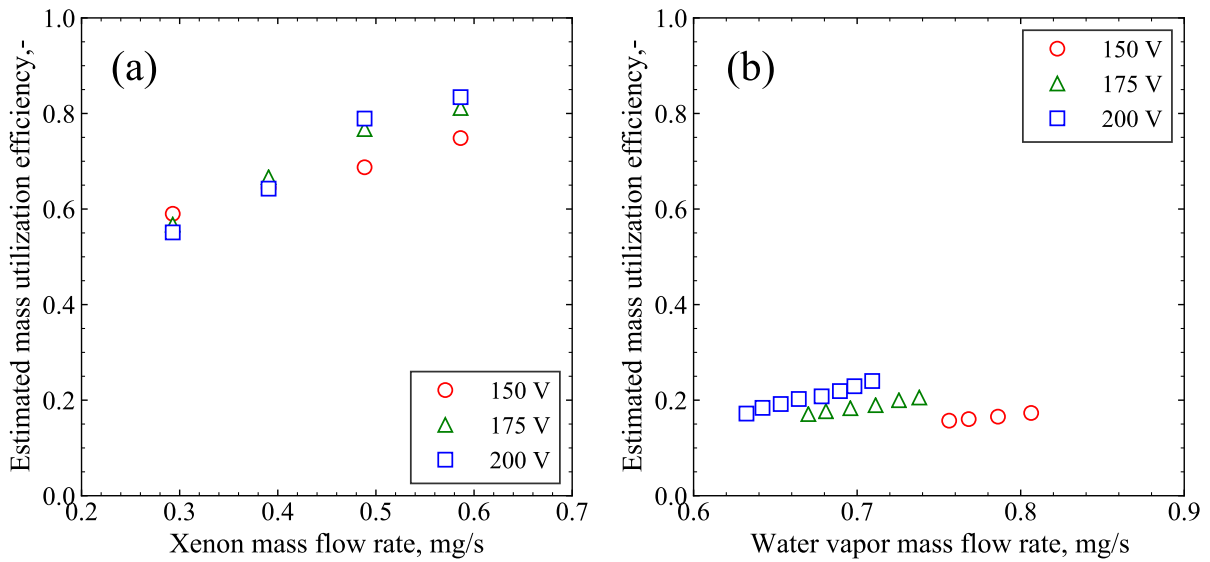 Estimated mass utilization efficiency,-
1.0
0.8
0.6
0.4
0.2
0.0
(a)
150 V
175 V
200 V
0.2 0.3 0.4 0.5 0.6 0.7
Xenon mass flow rate, mg/s
Estimated mass utilization efficiency,-
1.0
0.8
0.6
0.4
0.2
0.0
(b)
150 V
175 V
200 V
0.6 0.7 0.8 0.9
Water vapor mass flow rate, mg/s